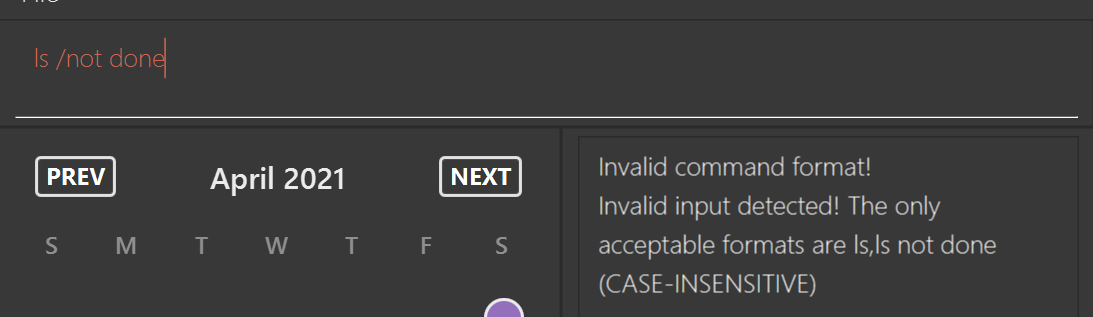 ls /not done
PREV April 2021 NEXT
S M T W T F S
Invalid command format!
Invalid input detected! The only
acceptable formats are ls,ls not done
(CASE-INSENSITIVE)